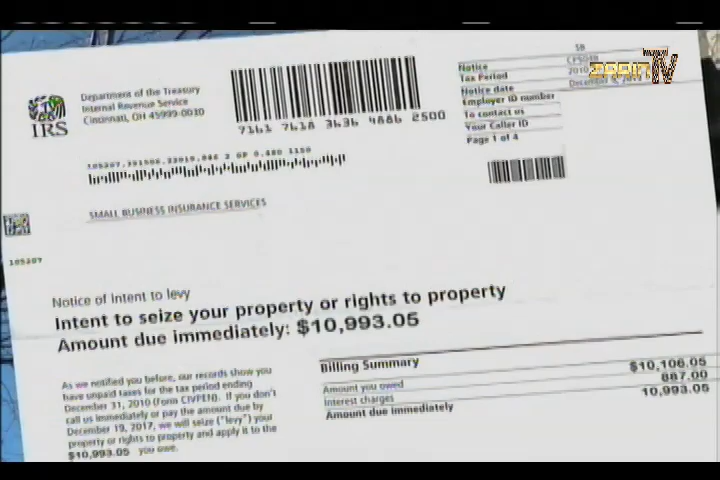 IRS
Department of the Treasury
Internal Revenue Service
Cincinnati, OH 45999-0030
7161 7618 3636 4886 2500
SB
Notice
Tax Period
2010
Notice date
Employer ID number
To contact us
Your Caller ID
Page 1 of 4
TV
SMALL BUSINESS INSURANCE SERVICES
105207
Notice of intent to levy
Intent to seize your property or rights to property
Amount due immediately: $10,993.05
As we notified you before, our records show you
have unpaid taxes for the tax period ending
December 31, 2010 (Form CIVPEN). If you don't
call us immediately or pay the amount due by
December 19, 2017, we will seize ("levy") your
property or rights to property and apply it to the
$10,993.05 you owe.
Billing Summary
Amount you owed $10,106.05
Interest charges 887.00
Amount due immediately 10,993.05